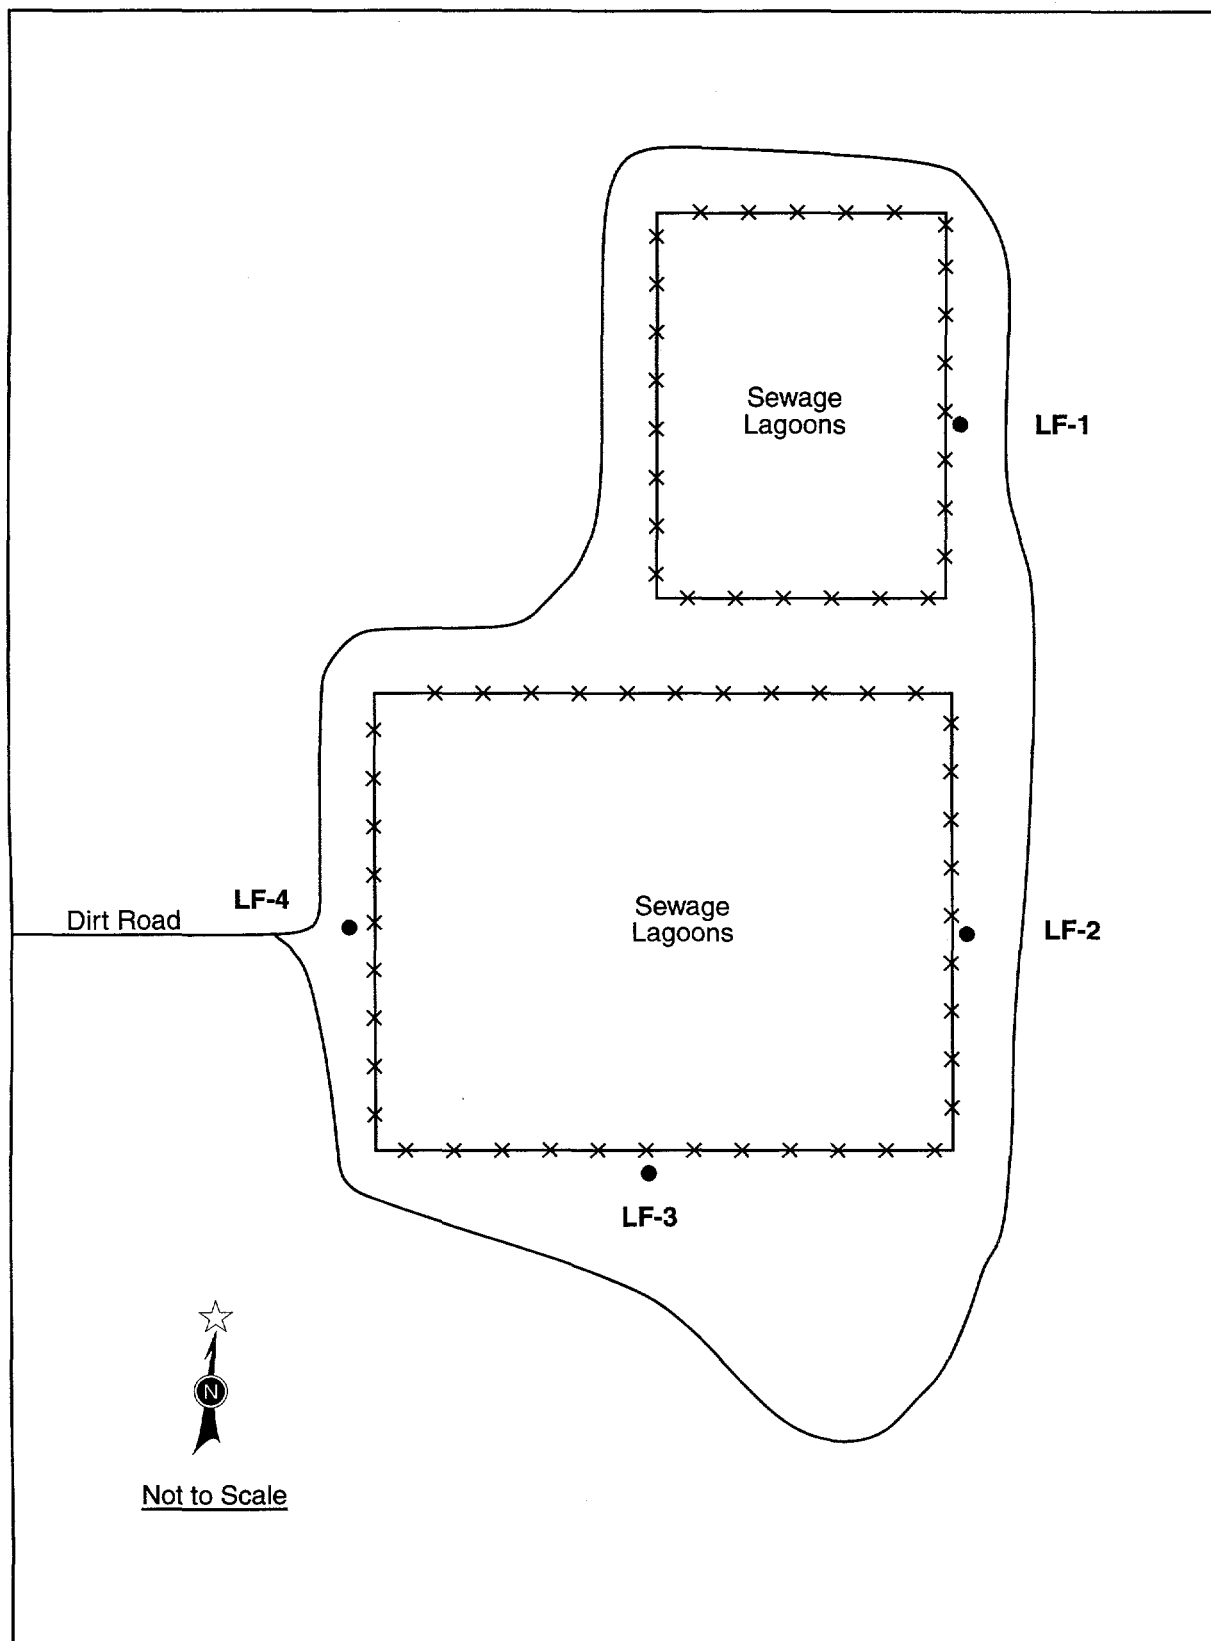 Sewage
Lagoons
LF-1
LF-4
Dirt Road
Sewage
Lagoons
LF-2
LF-3
N
Not to Scale